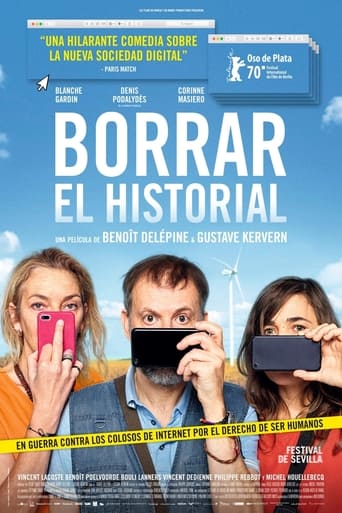 "UNA HILARANTE COMEDIA SOBRE
LA NUEVA SOCIEDAD DIGITAL"
- PARIS MATCH
Oso de Plata
70º
Festival
Internacional
de Cine de Berlín
BLANCHE
GARDIN
DENIS
PODALYDÈS
CORINNE
MASIERO
BORRAR
EL HISTORIAL
UNA PELÍCULA DE BENOÎT DELÉPINE & GUSTAVE KERVERN
EN GUERRA CONTRA LOS COLOSOS DE INTERNET POR EL DERECHO DE SER HUMANOS
FESTIVAL
DE SEVILLA
VINCENT LACOSTE BENOÎT POELVOORDE BOULI LANNERS VINCENT DEDIENNE PHILIPPE REBBOT Y MICHEL HOUELLEBECQ